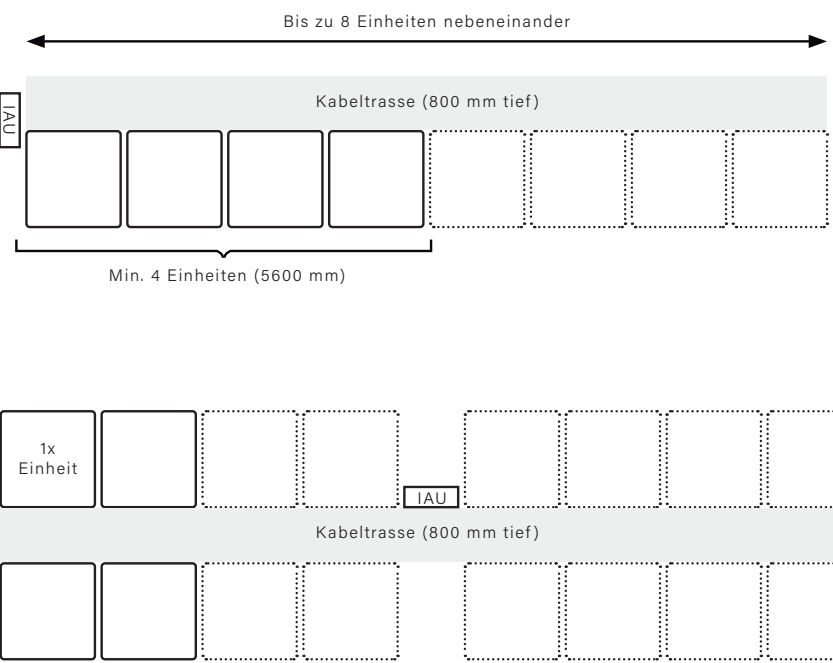 Bis zu 8 Einheiten nebeneinander
Kabeltrasse (800 mm tief)
IAU
Min. 4 Einheiten (5600 mm)
1x
Einheit
IAU
Kabeltrasse (800 mm tief)